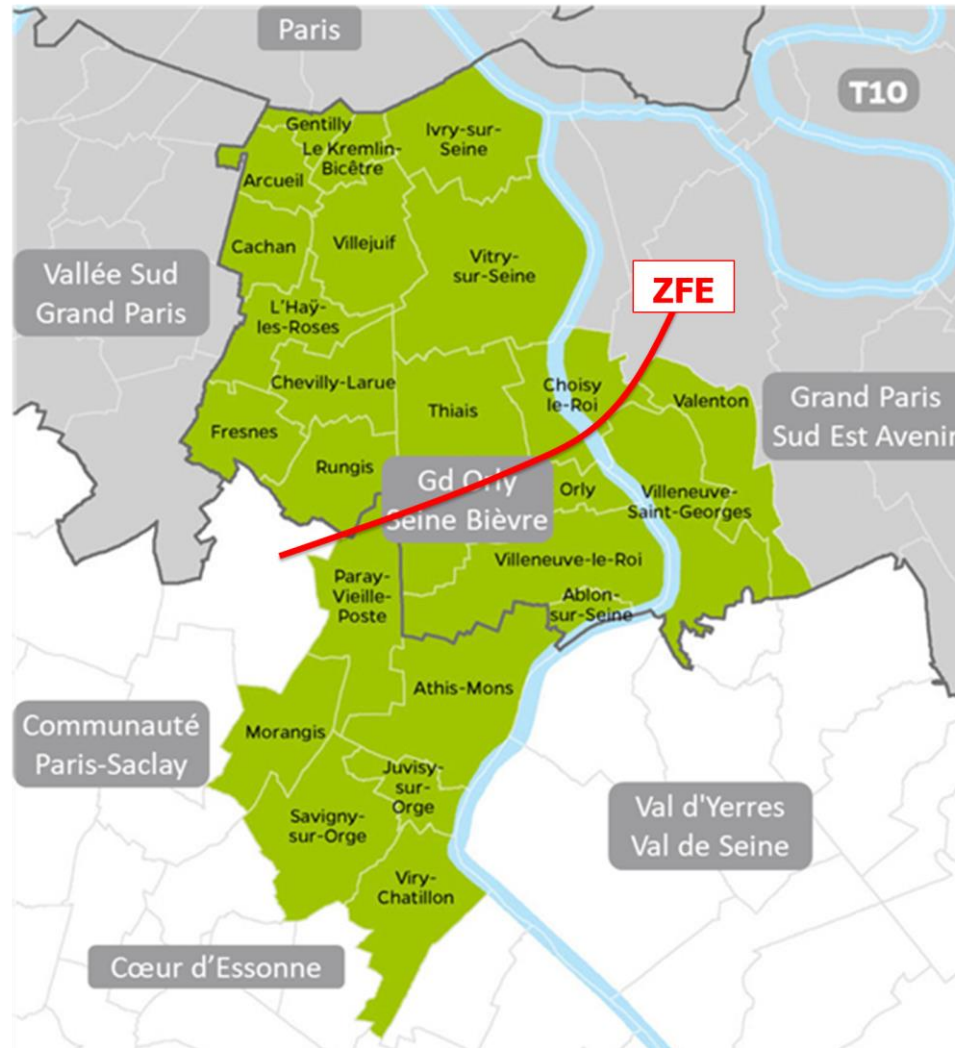 Paris
T10
Gentilly
Le Kremlin-
Bicêtre
Ivry-sur-
Seine
Arcueil
Cachan
Villejuif
Vitry-
sur-Seine
Vallée Sud
Grand Paris
ZFE
L'Haÿ-
les-Roses
Chevilly-Larue
Thiais
Choisy
le-Roi
Valenton
Grand Paris
Sud Est Avenir
Fresnes
Rungis
Gd Orly
Seine Bièvre
Orly
Villeneuve-
Saint-Georges
Villeneuve-le-Roi
Paray-
Vieille-
Poste
Ablon-
sur-Seine
Athis-Mons
Communauté
Paris-Saclay
Morangis
Juvisy-
sur-
Orge
Savigny-
sur-Orge
Val d'Yerres
Val de Seine
Viry-
Chatillon
Cœur d’Essonne